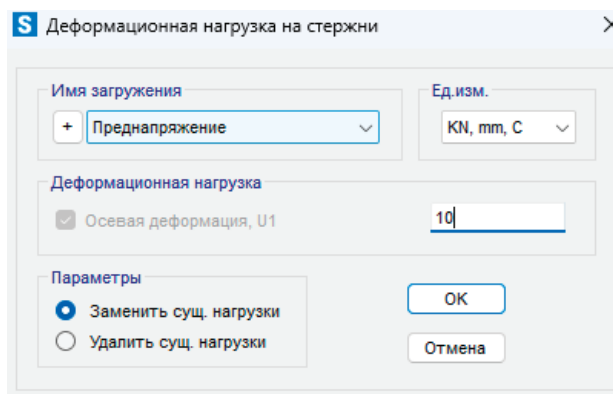 S Деформационная нагрузка на стержни
Имя загружения
Ед.изм.
+ Преднапряжение
KN, mm, C
Деформационная нагрузка
Осевая деформация, U1
10
Параметры
Заменить сущ. нагрузки
Удалить сущ. нагрузки
ОК
Отмена